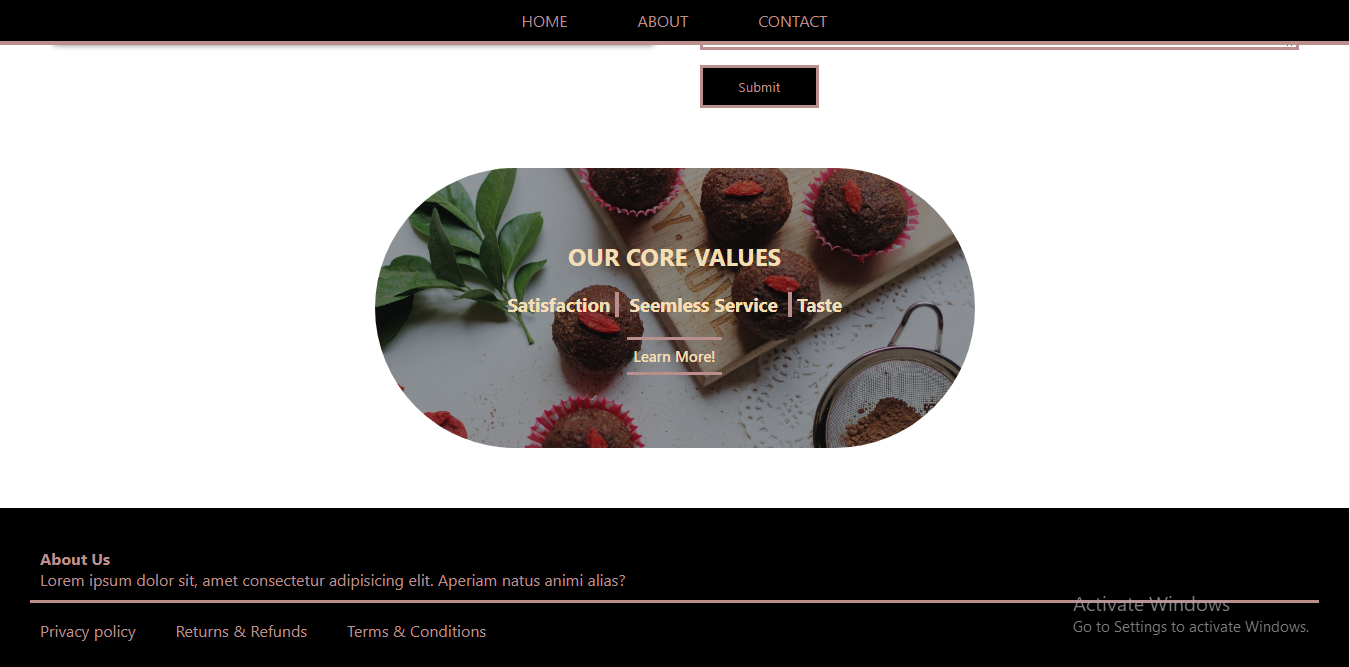 HOME ABOUT CONTACT
Submit
OUR CORE VALUES
Satisfaction Seemless Service Taste
Learn More!
About Us
Lorem ipsum dolor sit, amet consectetur adipisicing elit. Aperiam natus animi alias?
Activate Windows
Go to Settings to activate Windows.
Privacy policy Returns & Refunds Terms & Conditions